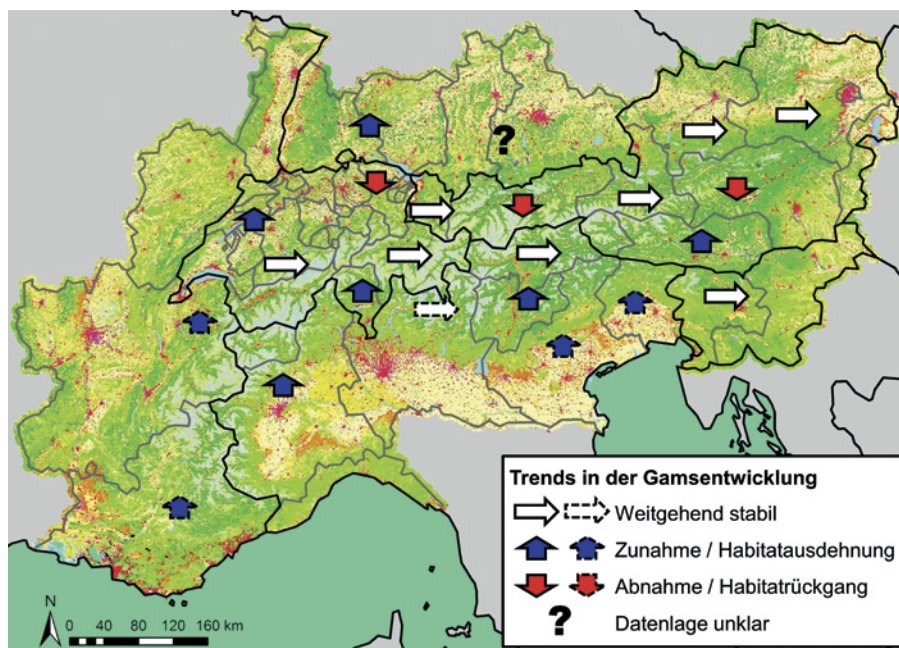 ?
Trends in der Gamsentwicklung
Weitgehend stabil
Zunahme / Habitatausdehnung
Abnahme / Habitatrückgang
? Datenlage unklar
N
0 40 80 120 160 km